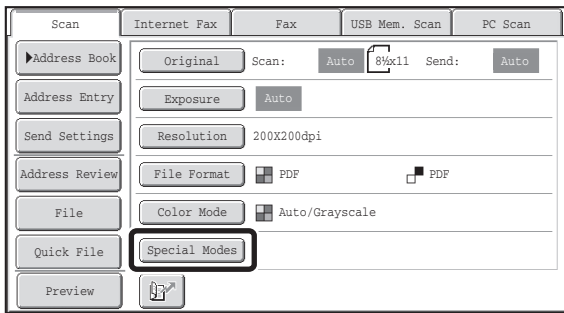 Scan Internet Fax Fax USB Mem. Scan PC Scan
Address Book Original Scan: Auto 8½x11 Send: Auto
Address Entry Exposure Auto
Send Settings Resolution 200X200dpi
Address Review File Format PDF PDF
File Color Mode Auto/Grayscale
Quick File Special Modes
Preview